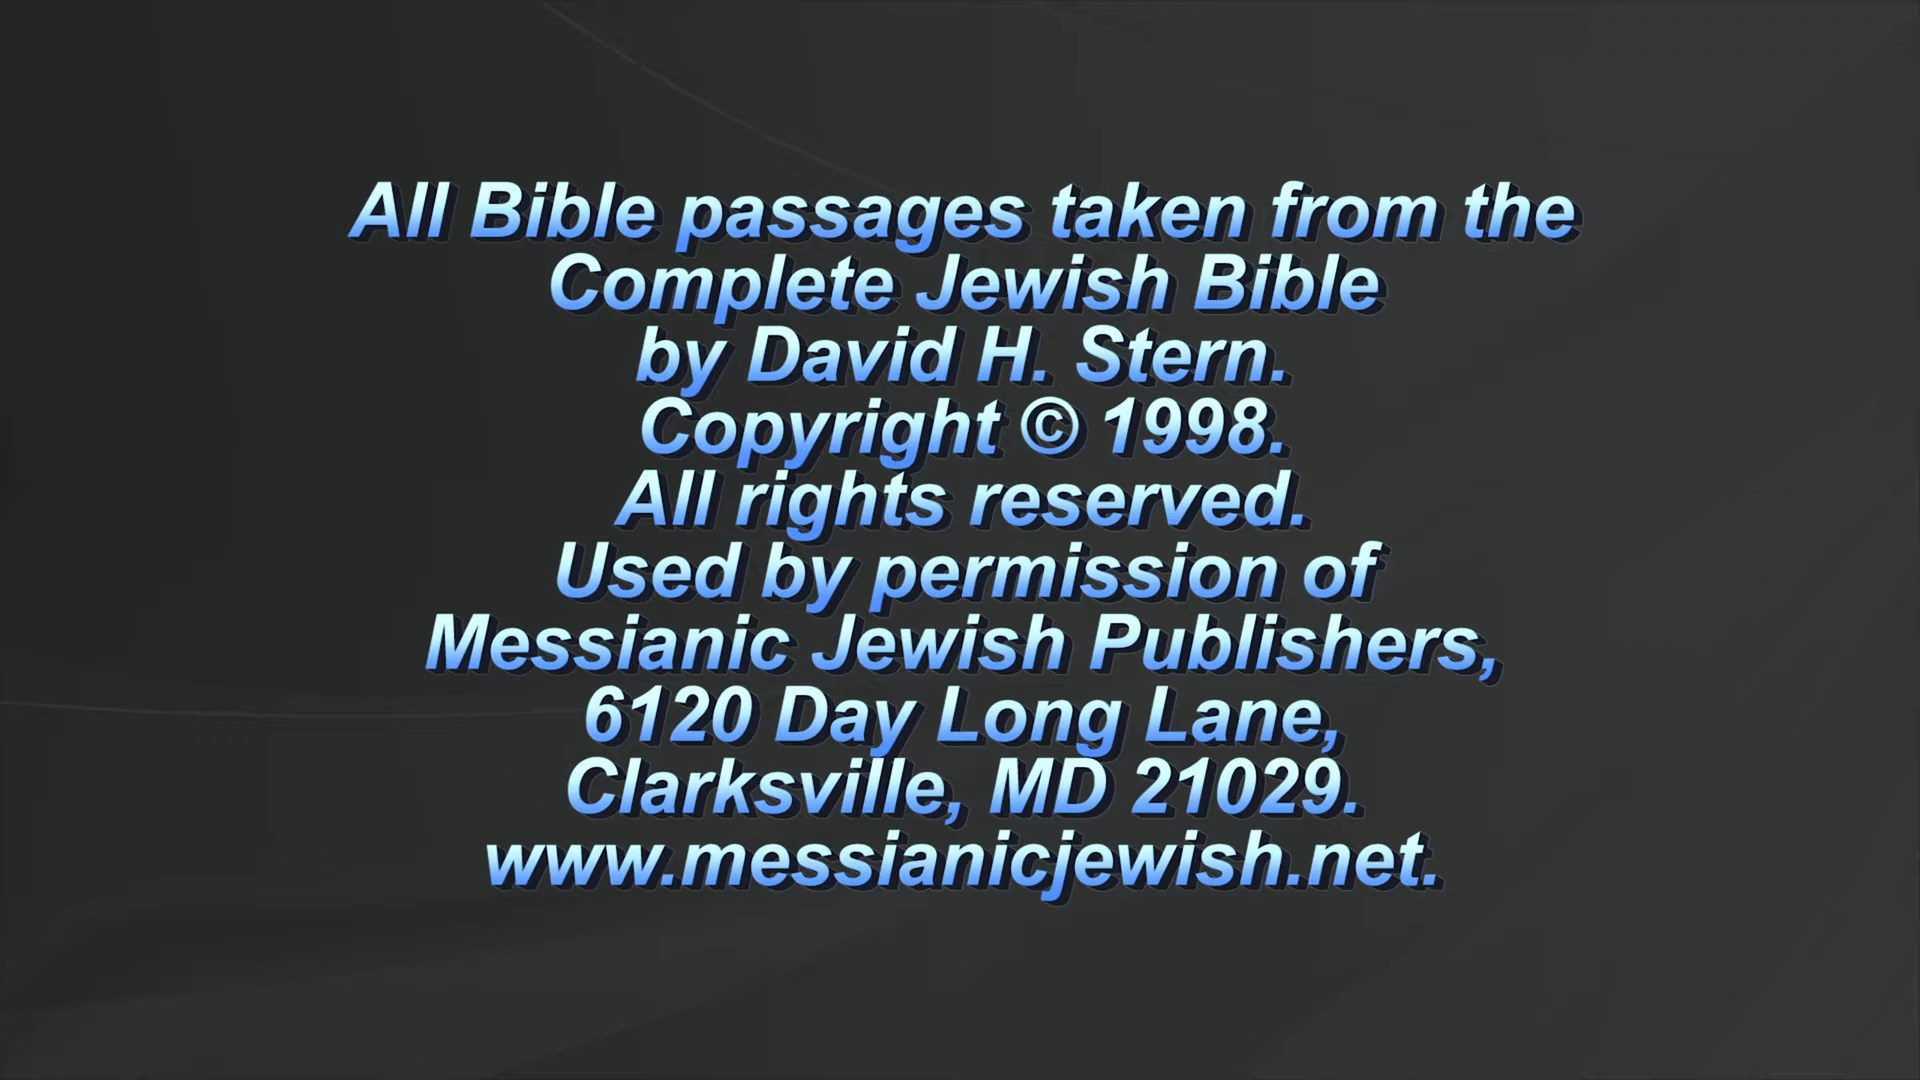 All Bible passages taken from the
Complete Jewish Bible
by David H. Stern.
Copyright © 1998.
All rights reserved.
Used by permission of
Messianic Jewish Publishers,
6120 Day Long Lane,
Clarksville, MD 21029.
www.messianicjewish.net.